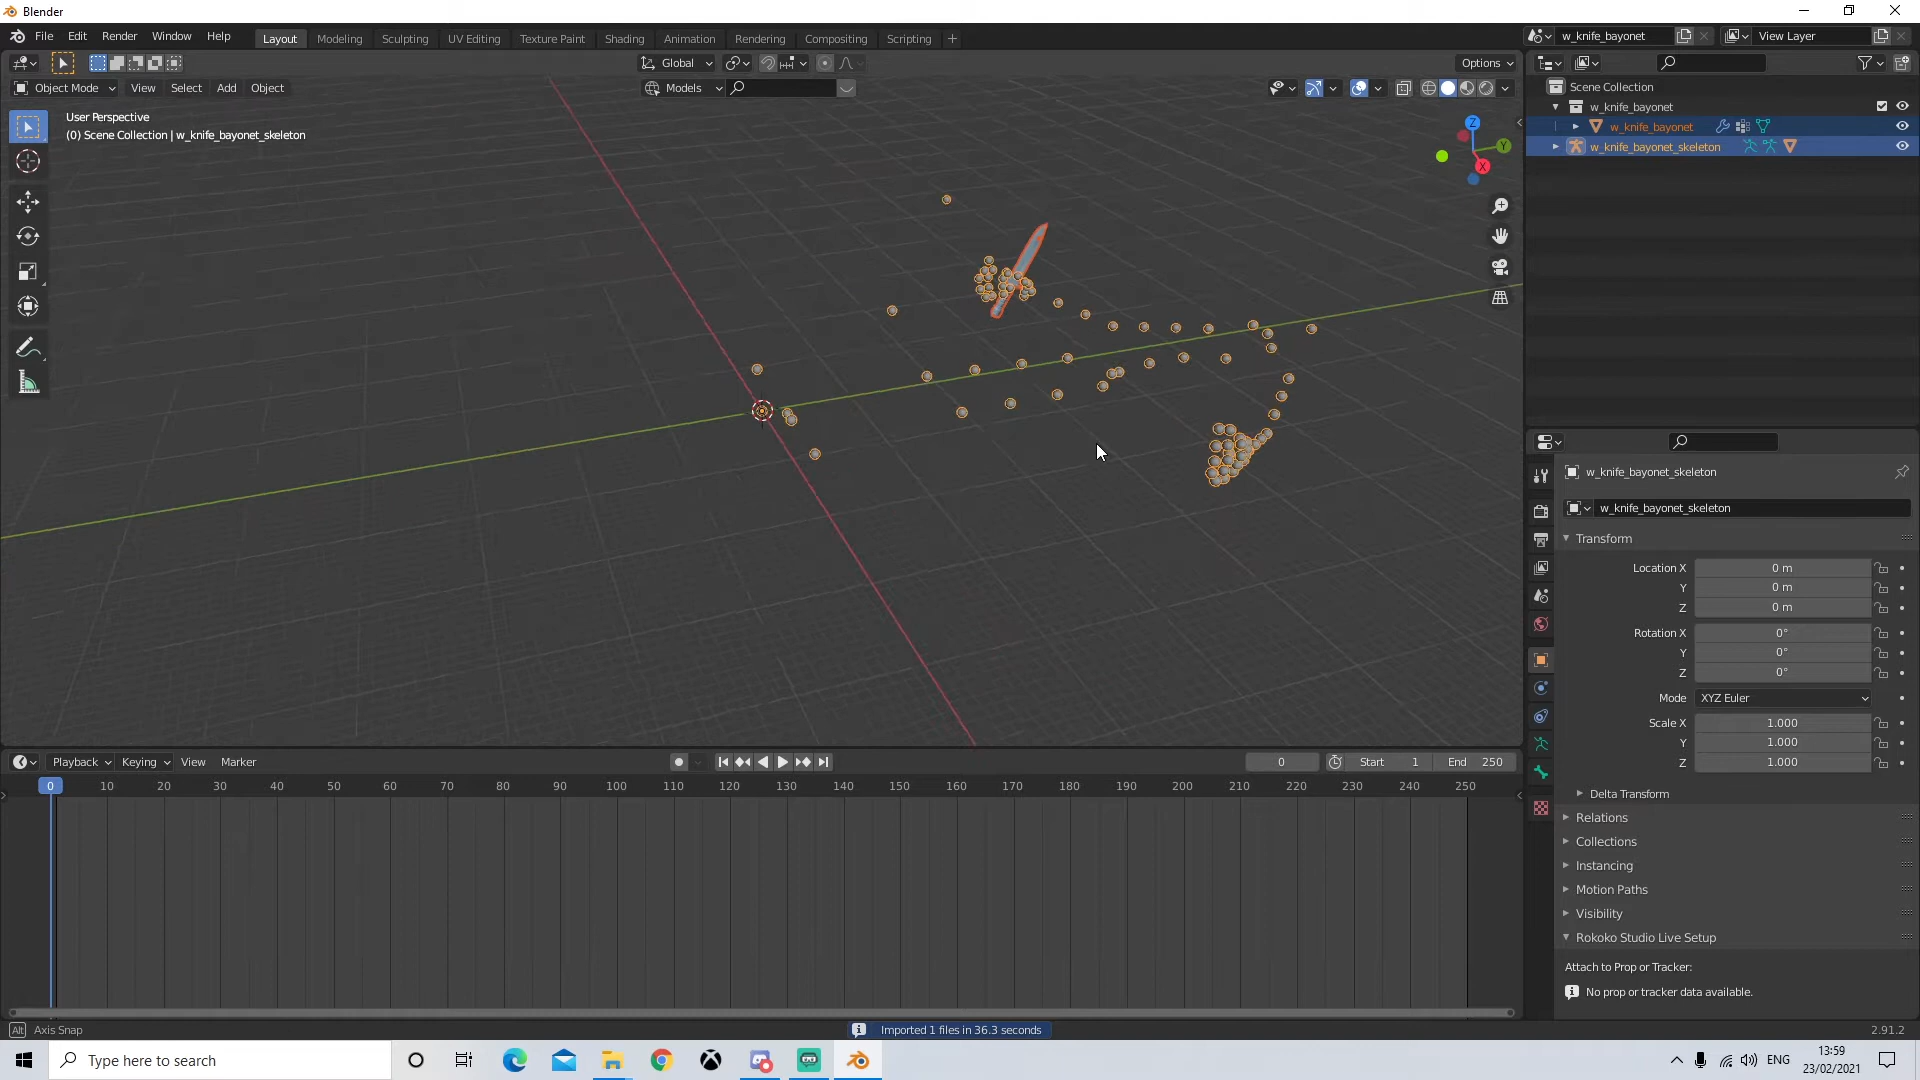 Blender
File Edit Render Window Help
Layout Modeling Sculpting UV Editing Texture Paint Shading Animation Rendering Compositing Scripting
w_knife_bayonet
View Layer
Global
Options
Object Mode View Select Add Object
Models
User Perspective
(0) Scene Collection | w_knife_bayonet_skeleton
Z
Y
X
Scene Collection
w_knife_bayonet
w_knife_bayonet
w_knife_bayonet_skeleton
w_knife_bayonet_skeleton
w_knife_bayonet_skeleton
Transform
Location X 0 m
Y 0 m
Z 0 m
Rotation X 0°
Y 0°
Z 0°
Mode XYZ Euler
Scale X 1.000
Y 1.000
Z 1.000
Delta Transform
Relations
Collections
Instancing
Motion Paths
Visibility
Rokoko Studio Live Setup
Attach to Prop or Tracker:
No prop or tracker data available.
Playback Keying View Marker
0 Start 1 End 250
0 10 20 30 40 50 60 70 80 90 100 110 120 130 140 150 160 170 180 190 200 210 220 230 240 250
Alt Axis Snap
Imported 1 files in 36.3 seconds
2.91.2
Type here to search
ENG
13:59
23/02/2021